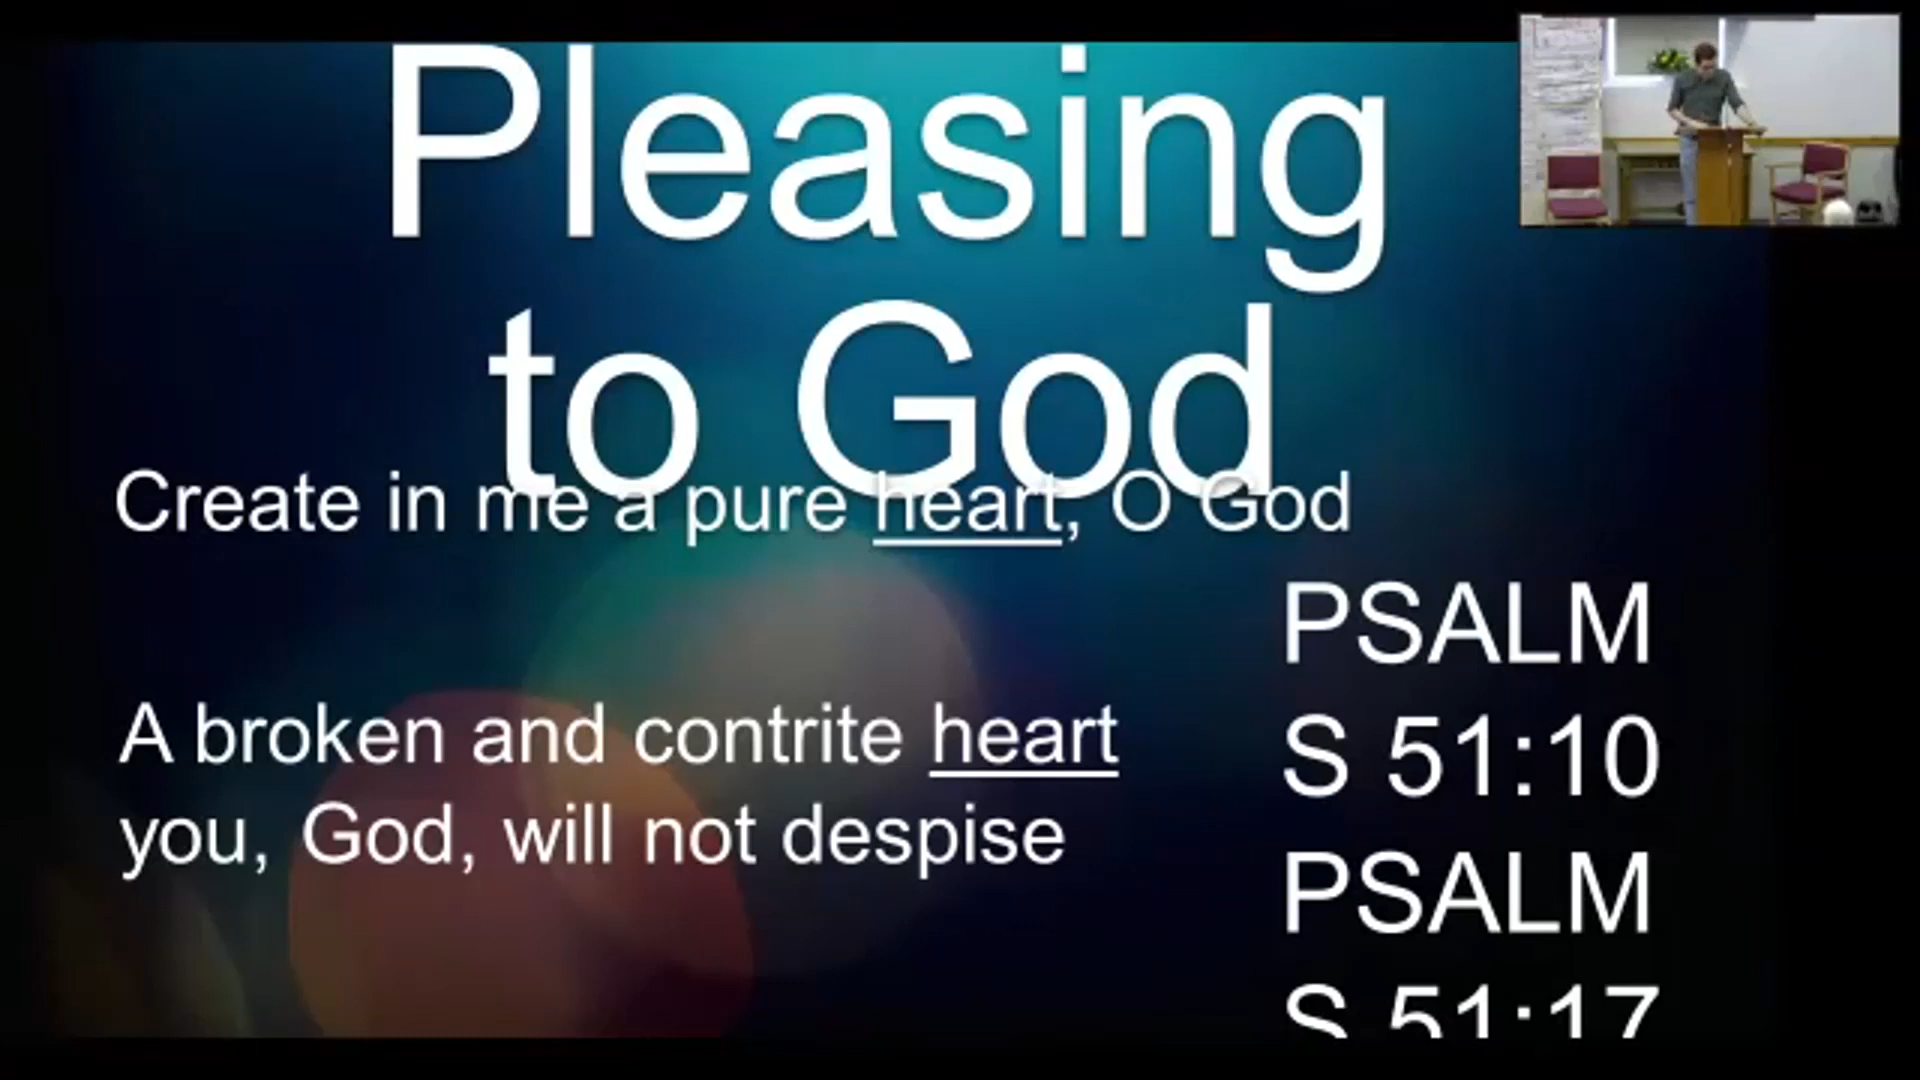 Pleasing
to God
Create in me a pure heart, O God
PSALM
S 51:10
A broken and contrite heart
you, God, will not despise
PSALM
S 51:17